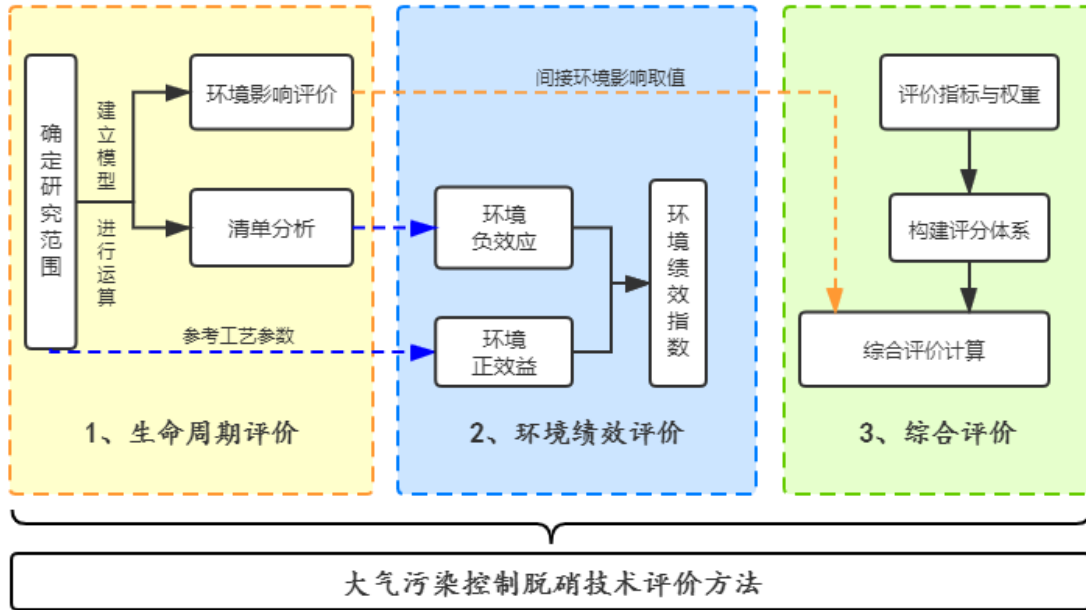 确定研究范围
建立模型
进行运算
环境影响评价
清单分析
参考工艺参数
1、生命周期评价
间接环境影响取值
环境
负效应
环境
正效益
环境绩效指数
2、环境绩效评价
评价指标与权重
构建评分体系
综合评价计算
3、综合评价
大气污染控制脱硝技术评价方法